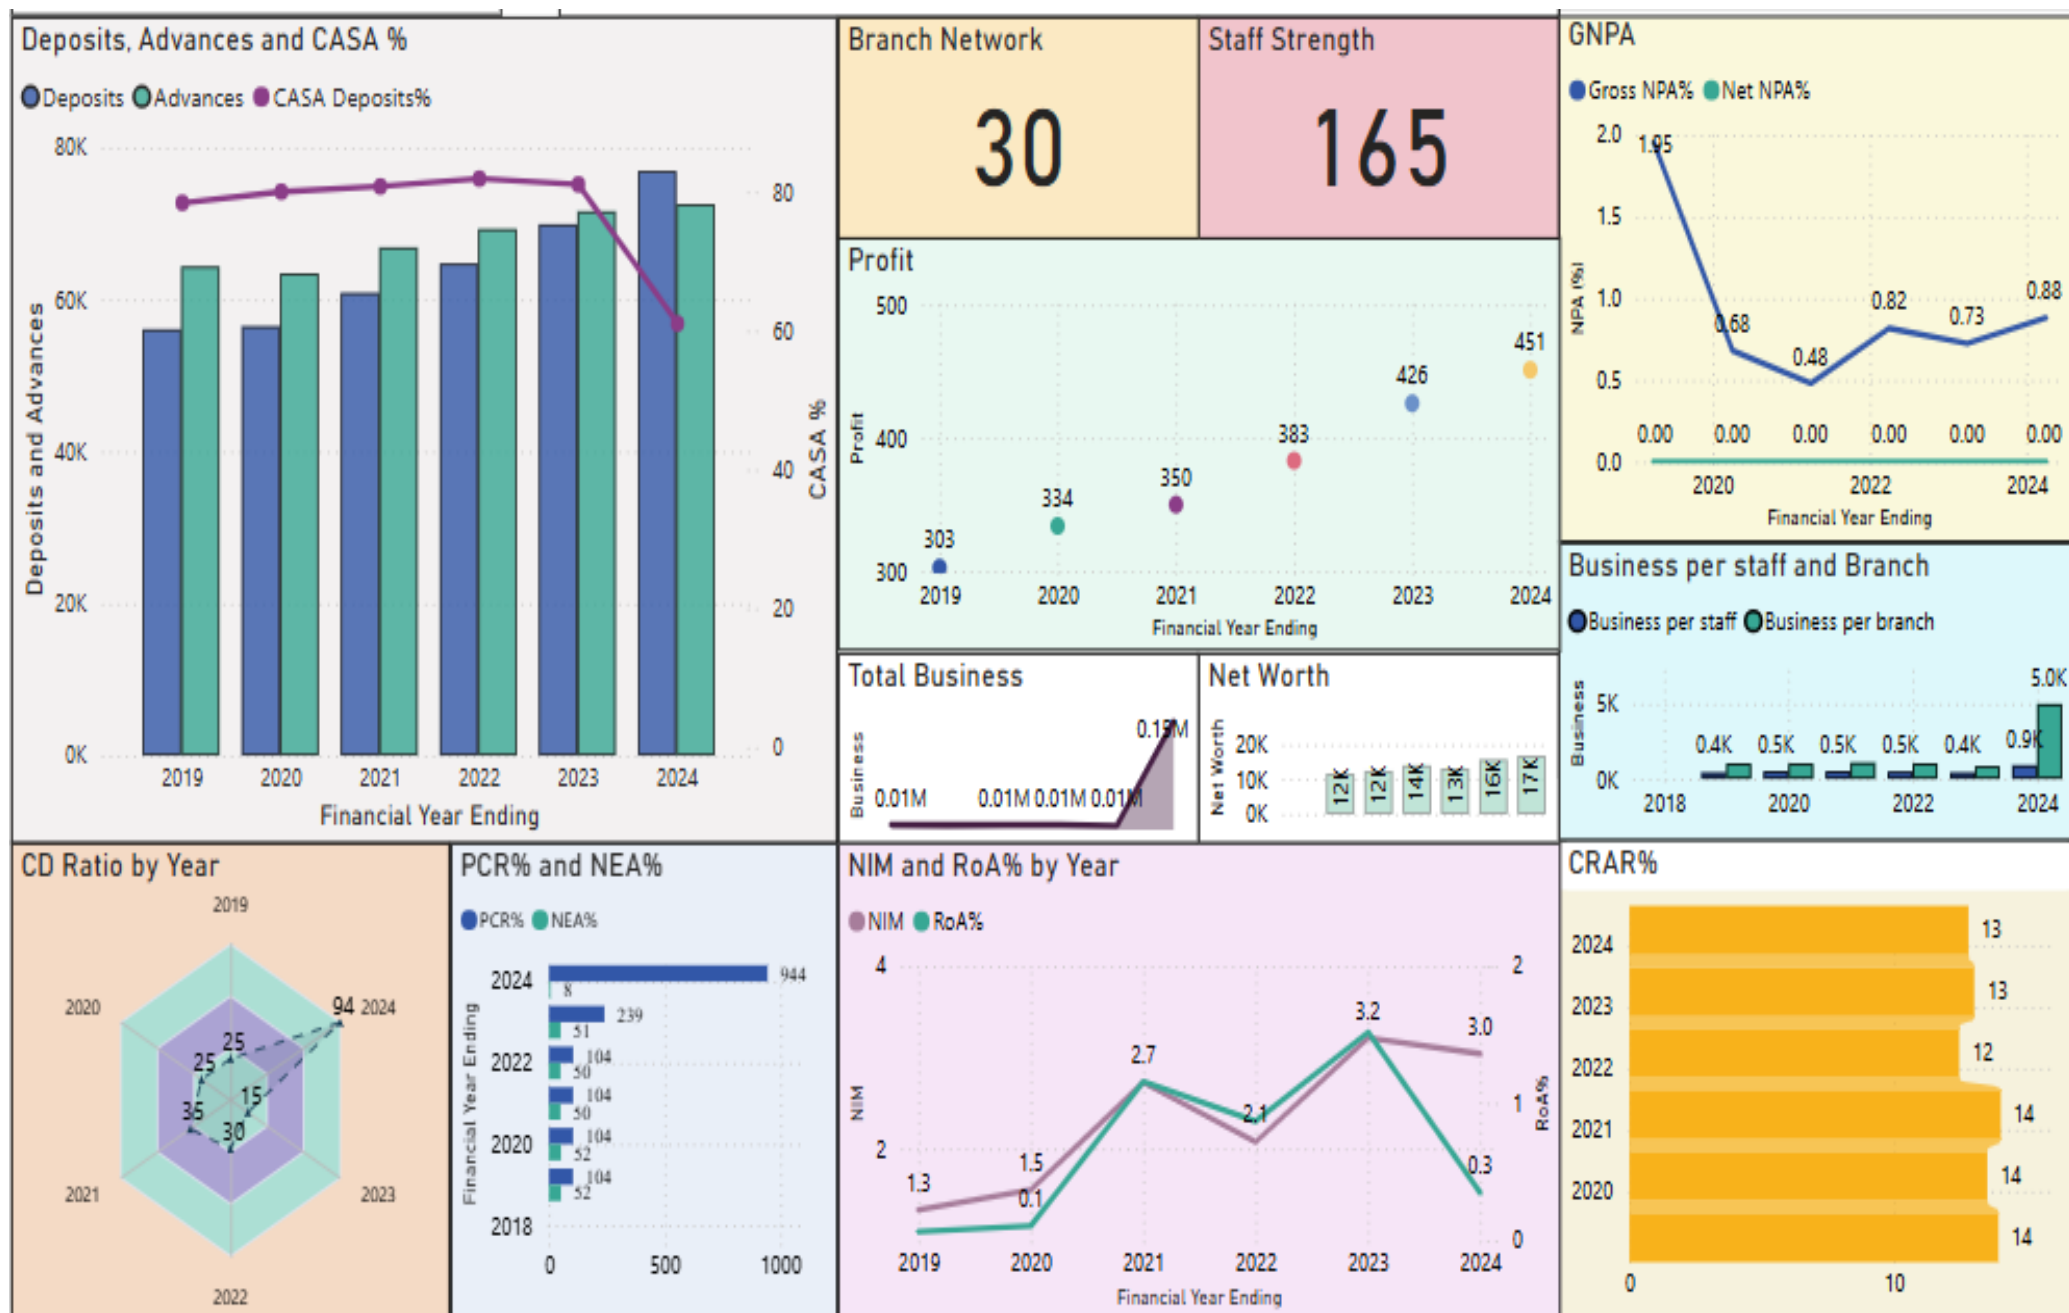 Deposits, Advances and CASA %
Deposits Advances CASA Deposits%
80K
60K
40K
20K
0K
Deposits and Advances
80
60
40
20
0
CASA %
2019 2020 2021 2022 2023 2024
Financial Year Ending
Branch Network
30
Staff Strength
165
Profit
500
400
300
Profit
303
334
350
383
426
451
2019 2020 2021 2022 2023 2024
Financial Year Ending
GNPA
Gross NPA% Net NPA%
2.0
1.5
1.0
0.5
0.0
NPA (%)
1.95
0.68
0.48
0.82
0.73
0.88
0.00 0.00 0.00 0.00 0.00 0.00
2020 2022 2024
Financial Year Ending
Total Business
Business
0.01M 0.01M 0.01M 0.01M
0.15M
Net Worth
Net Worth
20K
10K
0K
12K 12K 14K 13K 16K 17K
Business per staff and Branch
Business per staff Business per branch
Business
5K
0K
0.4K 0.5K 0.5K 0.5K 0.4K 0.9K
5.0K
2018 2020 2022 2024
CD Ratio by Year
2019
2020
2024
2021
2023
2022
94
25
25
15
35
30
PCR% and NEA%
PCR% NEA%
Financial Year Ending
2024
2022
2020
2018
944
8
239
51
104
50
104
50
104
52
104
52
0 500 1000
NIM and RoA% by Year
NIM RoA%
4
2
NIM
2
1
0
RoA%
1.3
1.5
0.1
2.7
2.1
3.2
3.0
0.3
2019 2020 2021 2022 2023 2024
Financial Year Ending
CRAR%
2024
2023
2022
2021
2020
13
13
12
14
14
14
0 10